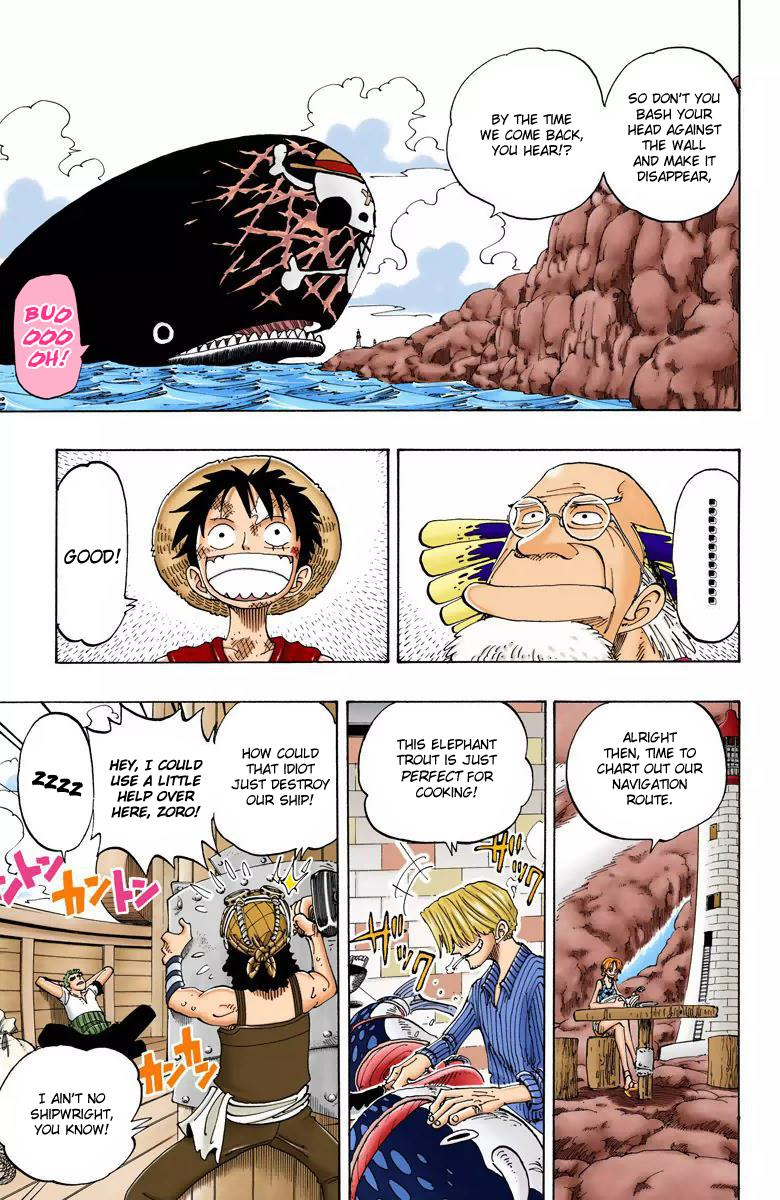 SO DON'T YOU
BASH YOUR
HEAD AGAINST
THE WALL
AND MAKE IT
DISAPPEAR,
BY THE TIME
WE COME BACK,
YOU HEAR!?
BUO
OOO
OOO
OH!
!!
GOOD!
ALRIGHT
THEN, TIME TO
CHART OUT OUR
NAVIGATION
ROUTE.
THIS ELEPHANT
TROUT IS JUST
PERFECT FOR
COOKING!
ザック
ザック
HOW COULD
THAT IDIOT
JUST DESTROY
OUR SHIP!
HEY, I COULD
USE A LITTLE
HELP OVER
HERE, ZORO!
ZZZZ
カントン
カントン
カンカン
I AIN'T NO
SHIPWRIGHT,
YOU KNOW!